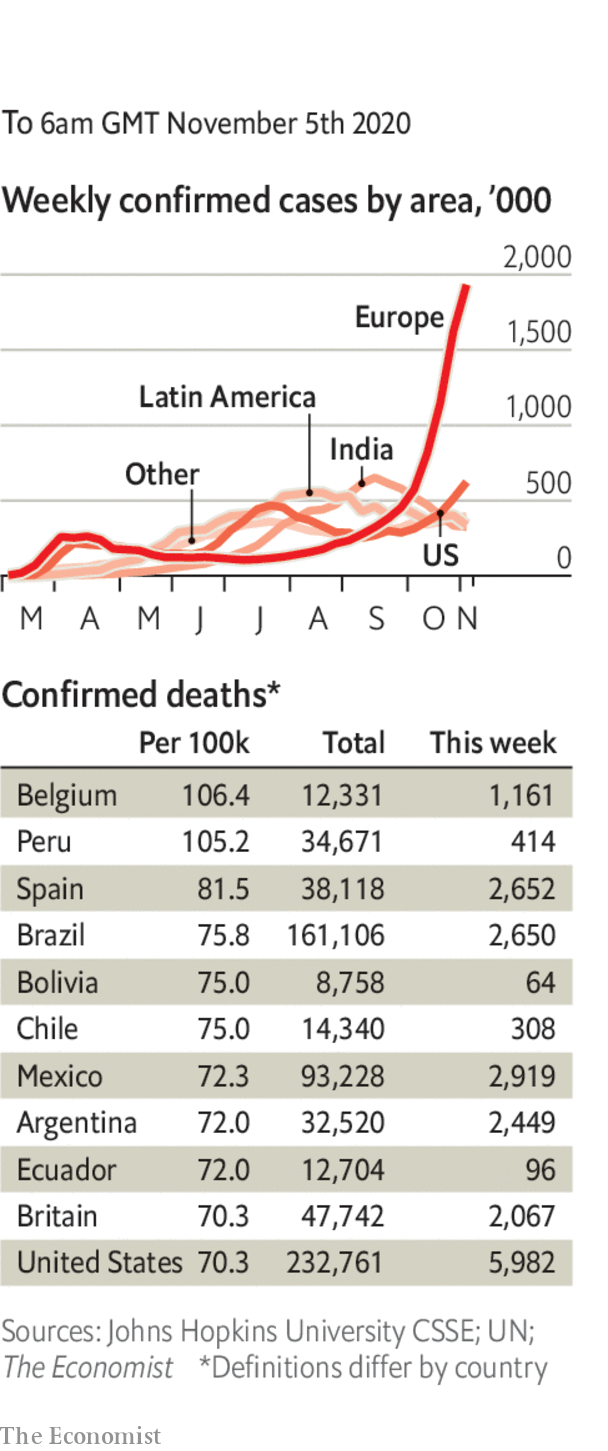 To 6am GMT November 5th 2020
Weekly confirmed cases by area, ’000
2,000
Europe
1,500
Latin America
1,000
India
Other
500
US
0
M A M J J A S O N
Confirmed deaths*
Per 100k Total This week
Belgium 106.4 12,331 1,161
Peru 105.2 34,671 414
Spain 81.5 38,118 2,652
Brazil 75.8 161,106 2,650
Bolivia 75.0 8,758 64
Chile 75.0 14,340 308
Mexico 72.3 93,228 2,919
Argentina 72.0 32,520 2,449
Ecuador 72.0 12,704 96
Britain 70.3 47,742 2,067
United States 70.3 232,761 5,982
Sources: Johns Hopkins University CSSE; UN;
The Economist *Definitions differ by country
The Economist